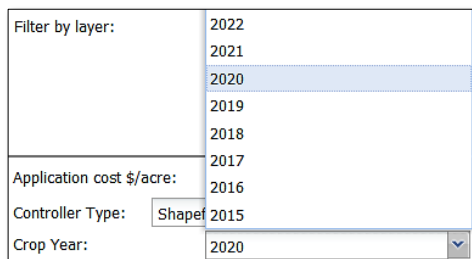 Filter by layer:
2022
2021
2020
2019
2018
2017
2016
2015
Application cost $/acre:
Controller Type:
Crop Year: 2020